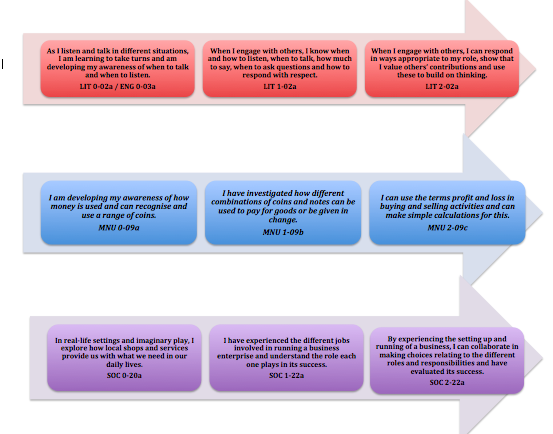 As I listen and talk in different situations,
I am learning to take turns and am
developing my awareness of when to talk
and when to listen.
LIT 0-02a / ENG 0-03a
When I engage with others, I know when
and how to listen, when to talk, how much
to say, when to ask questions and how to
respond with respect.
LIT 1-02a
When I engage with others, I can respond
in ways appropriate to my role, show that
I value others' contributions and use
these to build on thinking.
LIT 2-02a
I am developing my awareness of how
money is used and can recognise and
use a range of coins.
MNU 0-09a
I have investigated how different
combinations of coins and notes can be
used to pay for goods or be given in
change.
MNU 1-09b
I can use the terms profit and loss in
buying and selling activities and can
make simple calculations for this.
MNU 2-09c
In real-life settings and imaginary play, I
explore how local shops and services
provide us with what we need in our
daily lives.
SOC 0-20a
I have experienced the different jobs
involved in running a business
enterprise and understand the role each
one plays in its success.
SOC 1-22a
By experiencing the setting up and
running of a business, I can collaborate in
making choices relating to the different
roles and responsibilities and have
evaluated its success.
SOC 2-22a